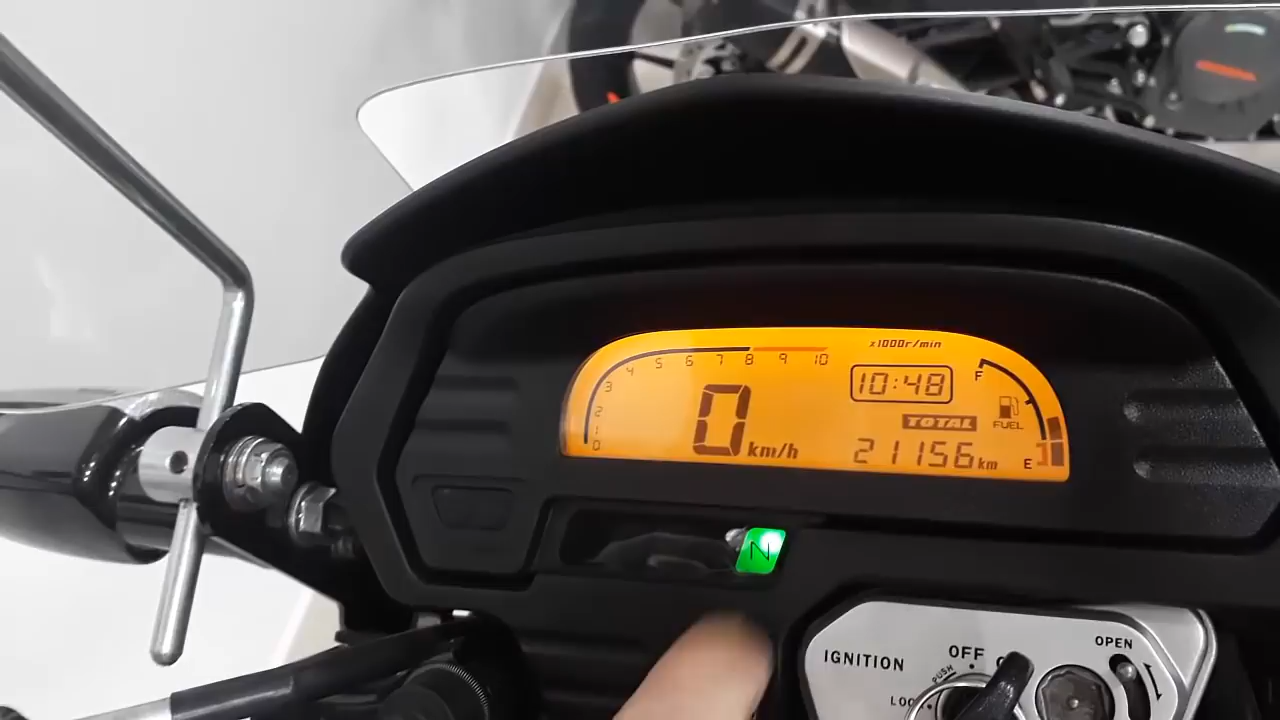 x1000r/min
0 1 2 3 4 5 6 7 8 9 10
10:48
F
FUEL
E
TOTAL
0 km/h
21156 km
N
IGNITION
OFF
OPEN
PUSH